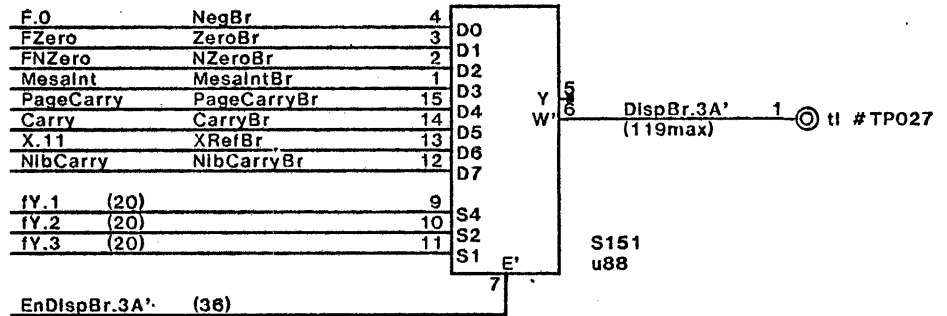 F.0 NegBr 4 D0
FZero ZeroBr 3 D1
FNZero NZeroBr 2 D2
MesaInt MesaIntBr 1 D3
PageCarry PageCarryBr 15 D4
Carry CarryBr 14 D5
X.11 XRefBr 13 D6
NibCarry NibCarryBr 12 D7
Y 5
W' 6 DispBr.3A' 1 tl #TP027
(119max)
fY.1 (20) 9 S4
fY.2 (20) 10 S2
fY.3 (20) 11 S1
E'
7
S151
u88
EnDispBr.3A' (36)